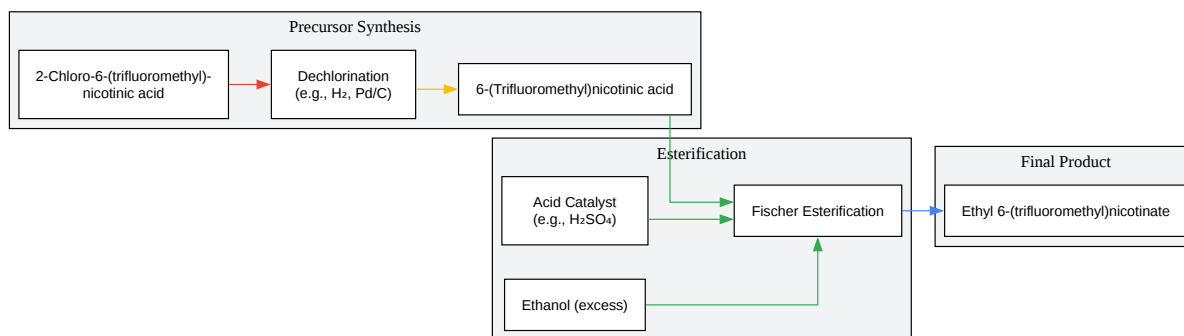 Precursor Synthesis
2-Chloro-6-(trifluoromethyl)-
nicotinic acid
Dechlorination
(e.g., H₂, Pd/C)
6-(Trifluoromethyl)nicotinic acid
Esterification
Acid Catalyst
(e.g., H₂SO₄)
Ethanol (excess)
Fischer Esterification
Final Product
Ethyl 6-(trifluoromethyl)nicotinate